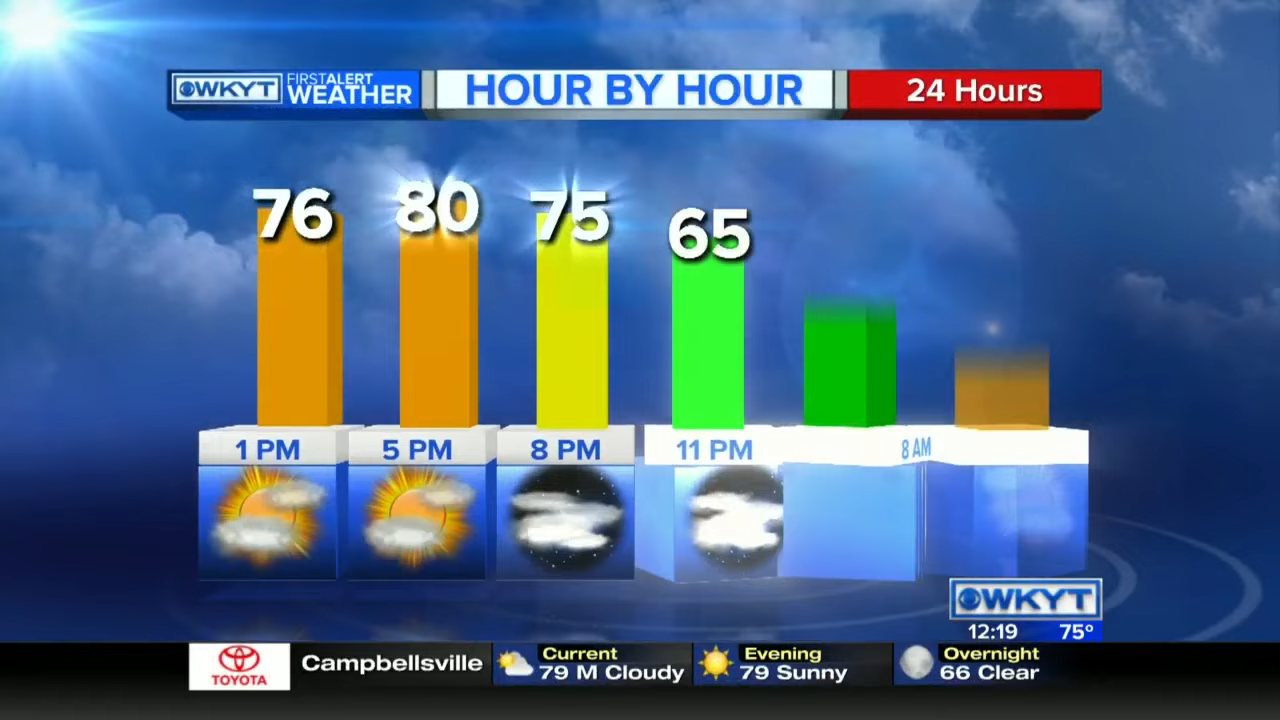 WKYT FIRST ALERT WEATHER HOUR BY HOUR 24 Hours
76 80 75 65
1 PM 5 PM 8 PM 11 PM 8 AM
WKYT
12:19 75°
TOYOTA Campbellsville
Current
79 M Cloudy
Evening
79 Sunny
Overnight
66 Clear